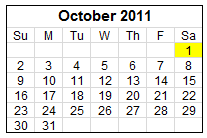 October 2011
Su M Tu W Th F Sa
1
2 3 4 5 6 7 8
9 10 11 12 13 14 15
16 17 18 19 20 21 22
23 24 25 26 27 28 29
30 31